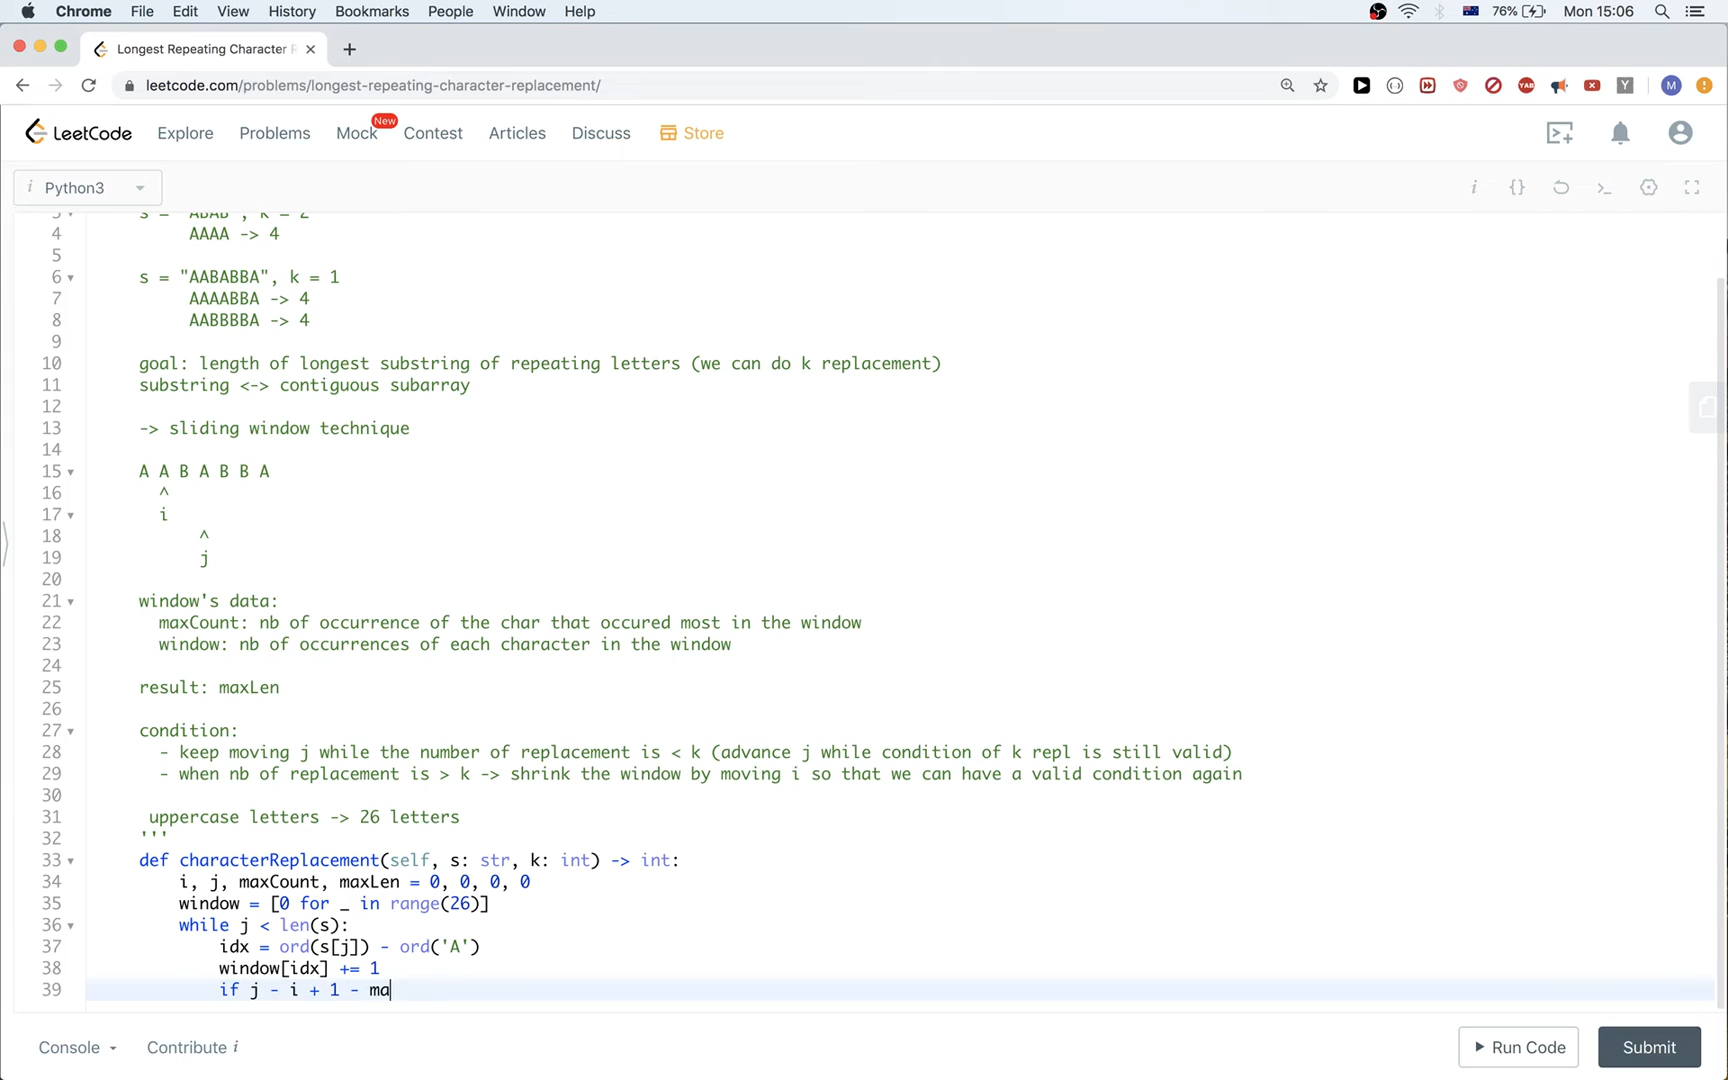 Chrome File Edit View History Bookmarks People Window Help 76% Mon 15:06
Longest Repeating Character R
leetcode.com/problems/longest-repeating-character-replacement/
YAB Y M
LeetCode Explore Problems Mock New Contest Articles Discuss Store
i Python3
3 s = "ABAB", k = 2
4 AAAA -> 4
5
6 s = "AABABBA", k = 1
7 AAAABBA -> 4
8 AABBBBA -> 4
9
10 goal: length of longest substring of repeating letters (we can do k replacement)
11 substring <-> contiguous subarray
12
13 -> sliding window technique
14
15 A A B A B B A
16 ^
17 i
18 ^
19 j
20
21 window's data:
22 maxCount: nb of occurrence of the char that occured most in the window
23 window: nb of occurrences of each character in the window
24
25 result: maxLen
26
27 condition:
28 - keep moving j while the number of replacement is < k (advance j while condition of k repl is still valid)
29 - when nb of replacement is > k -> shrink the window by moving i so that we can have a valid condition again
30
31 uppercase letters -> 26 letters
32 '''
33 def characterReplacement(self, s: str, k: int) -> int:
34 i, j, maxCount, maxLen = 0, 0, 0, 0
35 window = [0 for _ in range(26)]
36 while j < len(s):
37 idx = ord(s[j]) - ord('A')
38 window[idx] += 1
39 if j - i + 1 - ma
Console Contribute i Run Code Submit